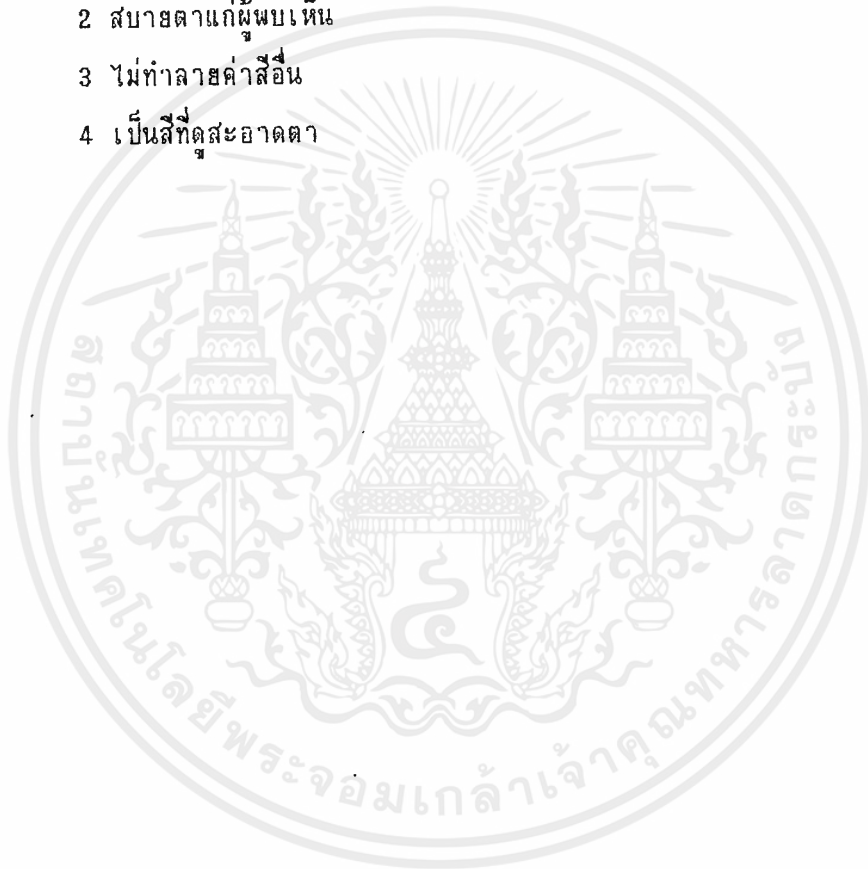 2 สบายตาแก่ผู้พบเห็น
3 ไม่ทำลายค่าสีอื่น
4 เป็นสีที่ดูสะอาดตา
สถาบันเทคโนโลยีพระจอมเกล้าเจ้าคุณทหารลาดกระบัง